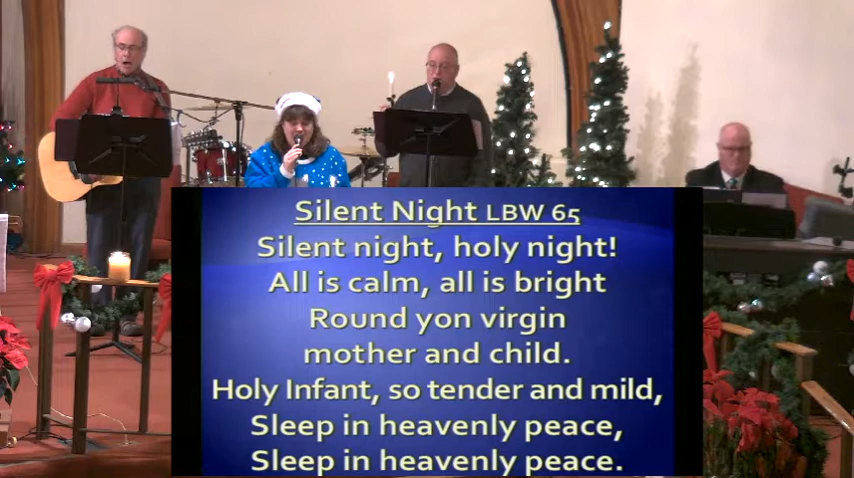 Silent Night LBW 65
Silent night, holy night!
All is calm, all is bright
Round yon virgin
mother and child.
Holy Infant, so tender and mild,
Sleep in heavenly peace,
Sleep in heavenly peace.